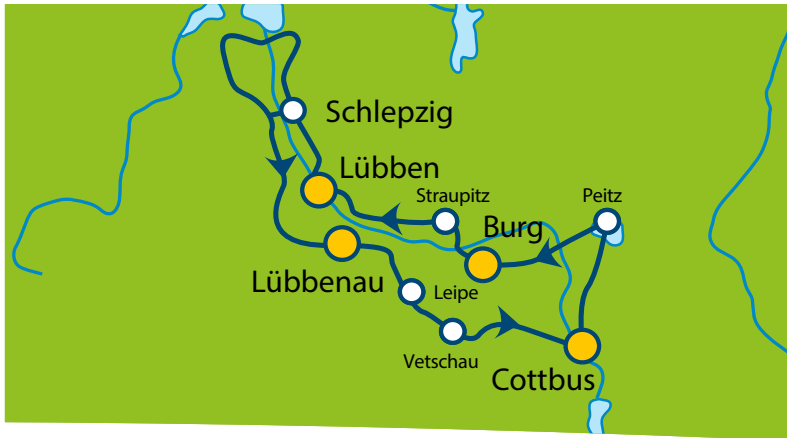 Schlepzig
Lübben
Straupitz
Peitz
Burg
Lübbenau
Leipe
Vetschau
Cottbus